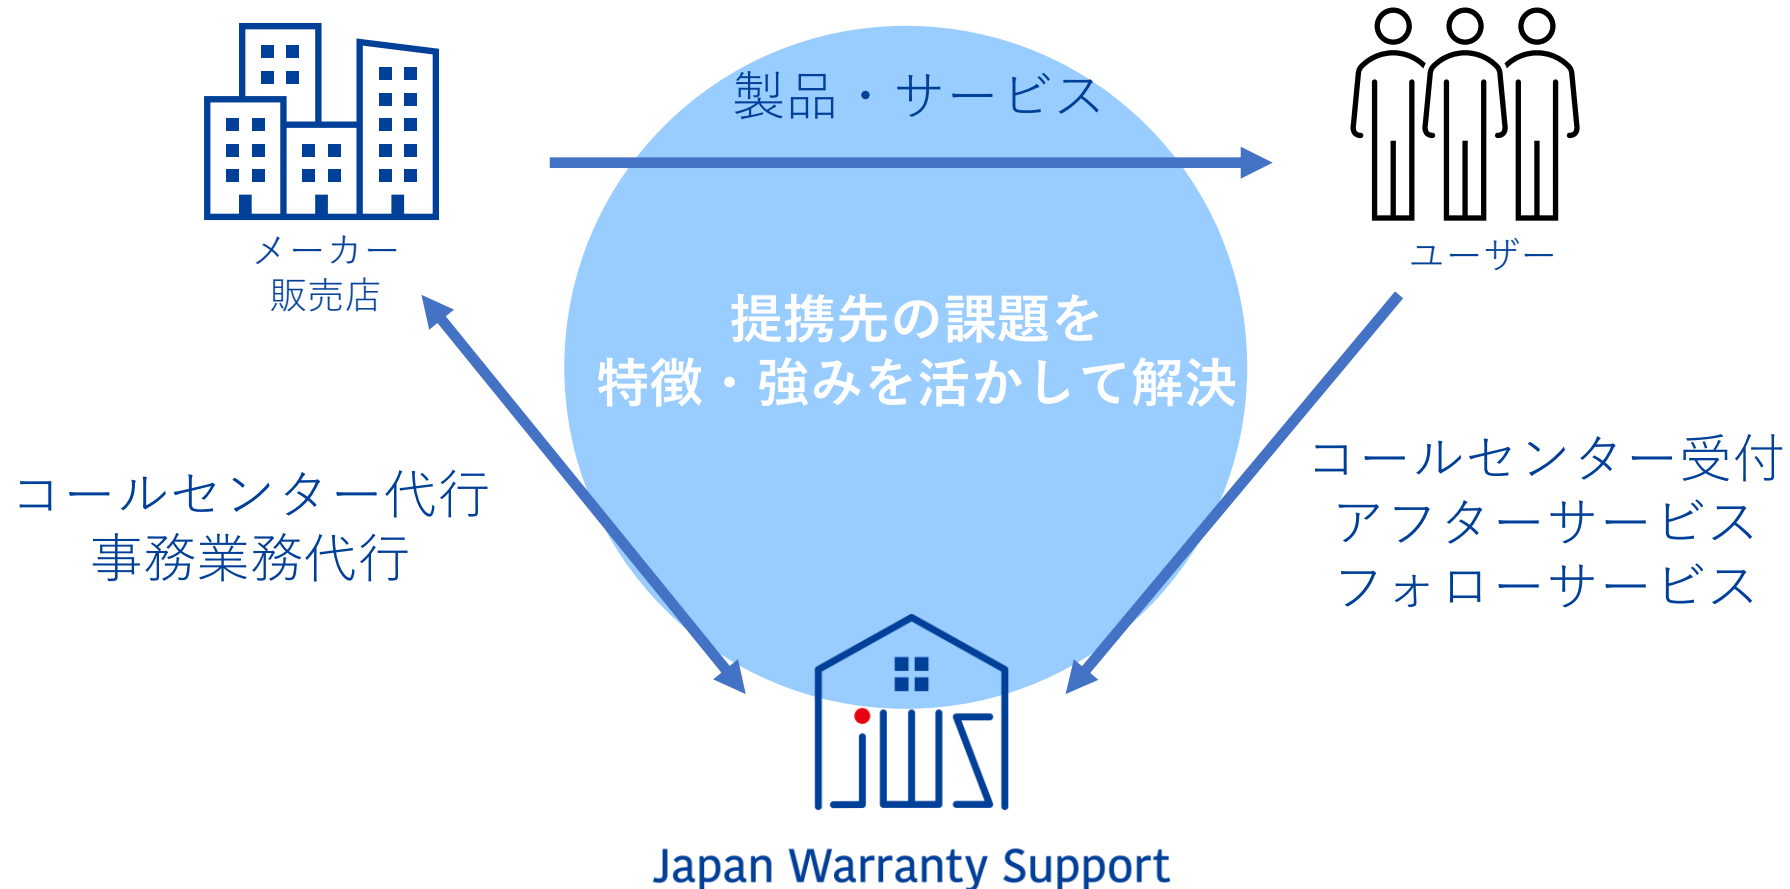 製品・サービス
メーカー
販売店
ユーザー
提携先の課題を
特徴・強みを活かして解決
コールセンター代行
事務業務代行
コールセンター受付
アフターサービス
フォローサービス
jws
Japan Warranty Support